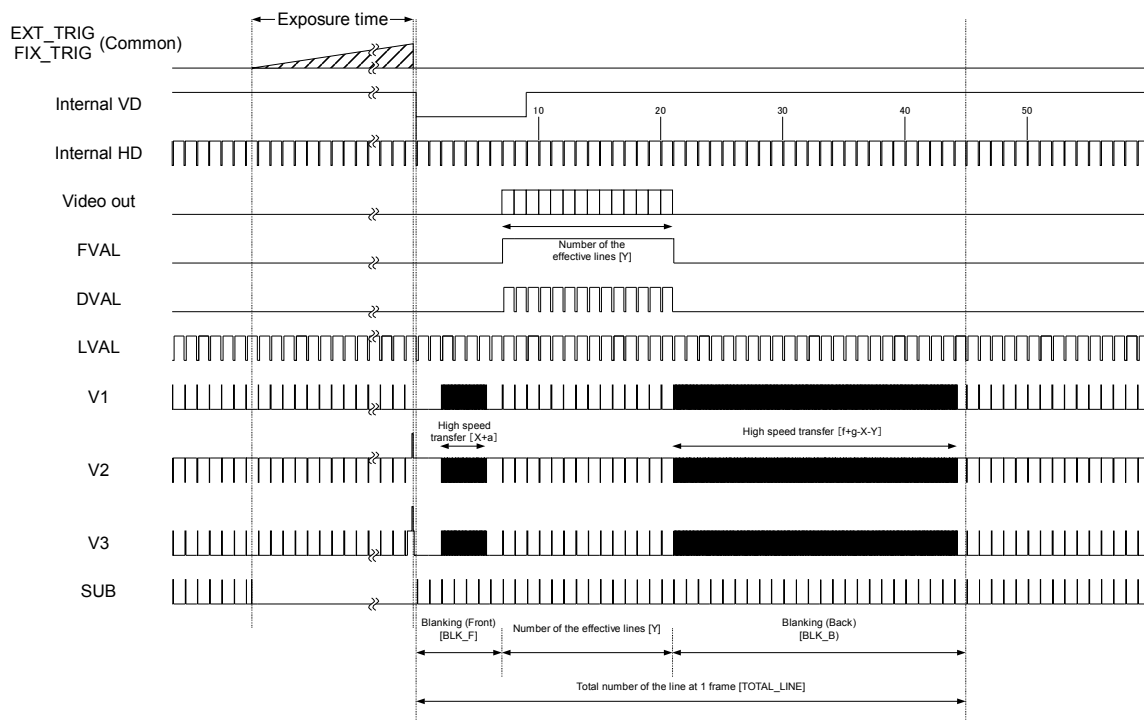 Exposure time
EXT_TRIG
FIX_TRIG
(Common)
Internal VD
10
20
30
40
50
Internal HD
Video out
Number of the
effective lines [Y]
FVAL
DVAL
LVAL
V1
High speed
transfer [X+a]
High speed transfer [f+g-X-Y]
V2
V3
SUB
Blanking (Front)
[BLK_F]
Number of the effective lines [Y]
Blanking (Back)
[BLK_B)
Total number of the line at 1 frame [TOTAL_LINE]